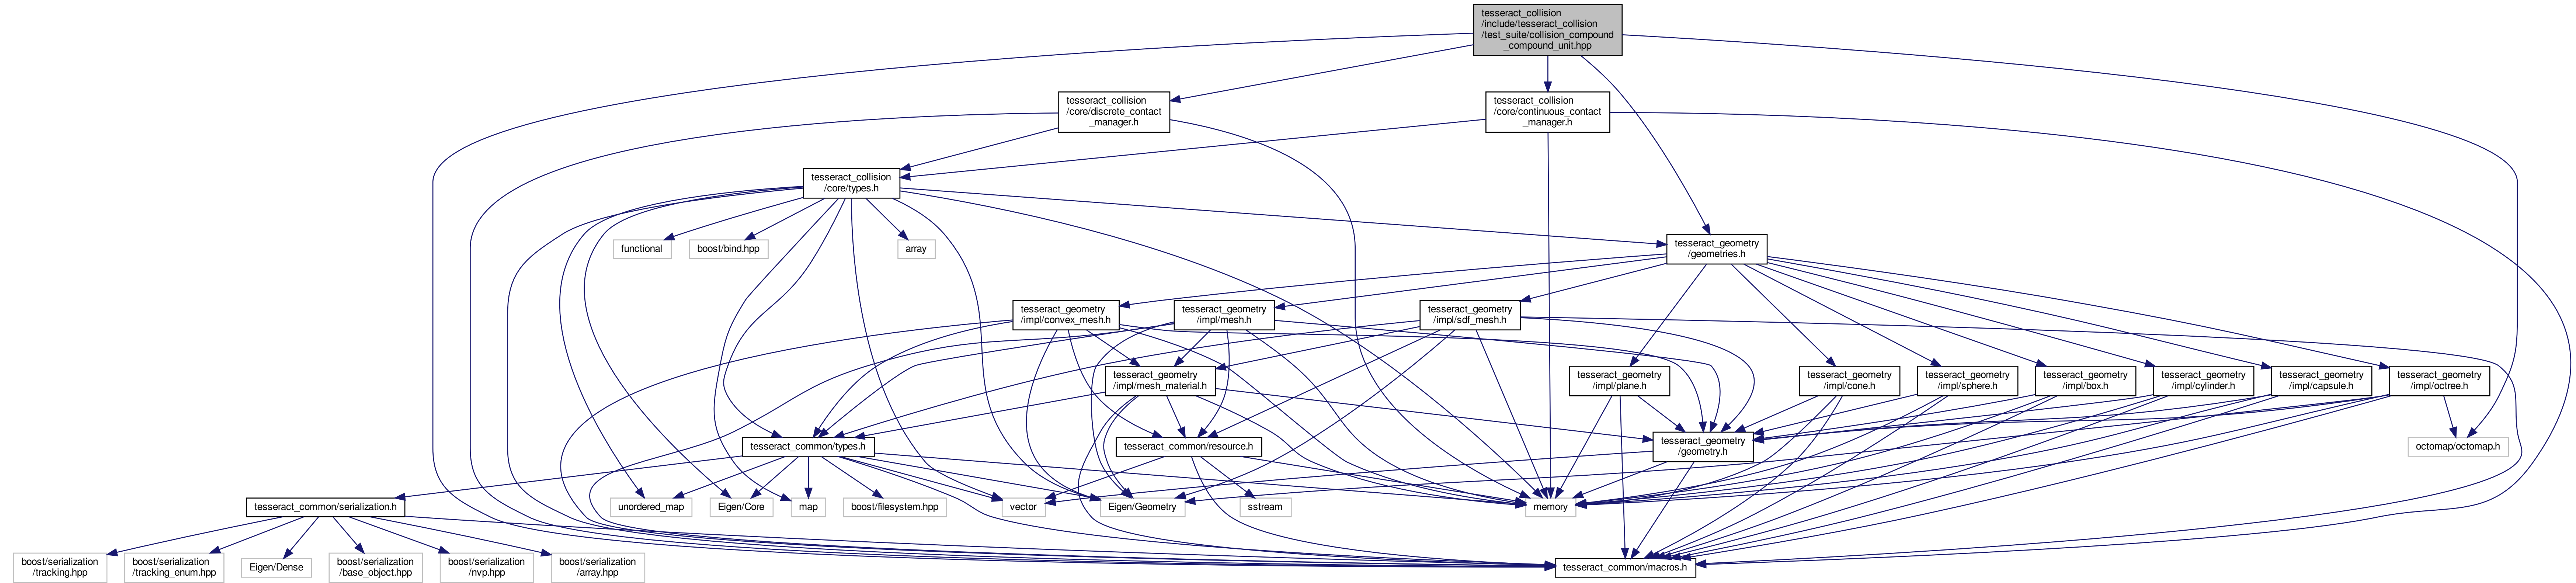 tesseract_collision
/include/tesseract_collision
/test_suite/collision_compound
_compound_unit.hpp
tesseract_collision
/core/discrete_contact
_manager.h
tesseract_collision
/core/continuous_contact
_manager.h
tesseract_collision
/core/types.h
functional
boost/bind.hpp
array
tesseract_geometry
/geometries.h
tesseract_geometry
/impl/convex_mesh.h
tesseract_geometry
/impl/mesh.h
tesseract_geometry
/impl/sdf_mesh.h
tesseract_geometry
/impl/mesh_material.h
tesseract_geometry
/impl/plane.h
tesseract_geometry
/impl/cone.h
tesseract_geometry
/impl/sphere.h
tesseract_geometry
/impl/box.h
tesseract_geometry
/impl/cylinder.h
tesseract_geometry
/impl/capsule.h
tesseract_geometry
/impl/octree.h
tesseract_common/types.h
tesseract_common/resource.h
tesseract_geometry
/geometry.h
octomap/octomap.h
tesseract_common/serialization.h
unordered_map
Eigen/Core
map
boost/filesystem.hpp
vector
Eigen/Geometry
sstream
memory
boost/serialization
/tracking.hpp
boost/serialization
/tracking_enum.hpp
Eigen/Dense
boost/serialization
/base_object.hpp
boost/serialization
/nvp.hpp
boost/serialization
/array.hpp
tesseract_common/macros.h